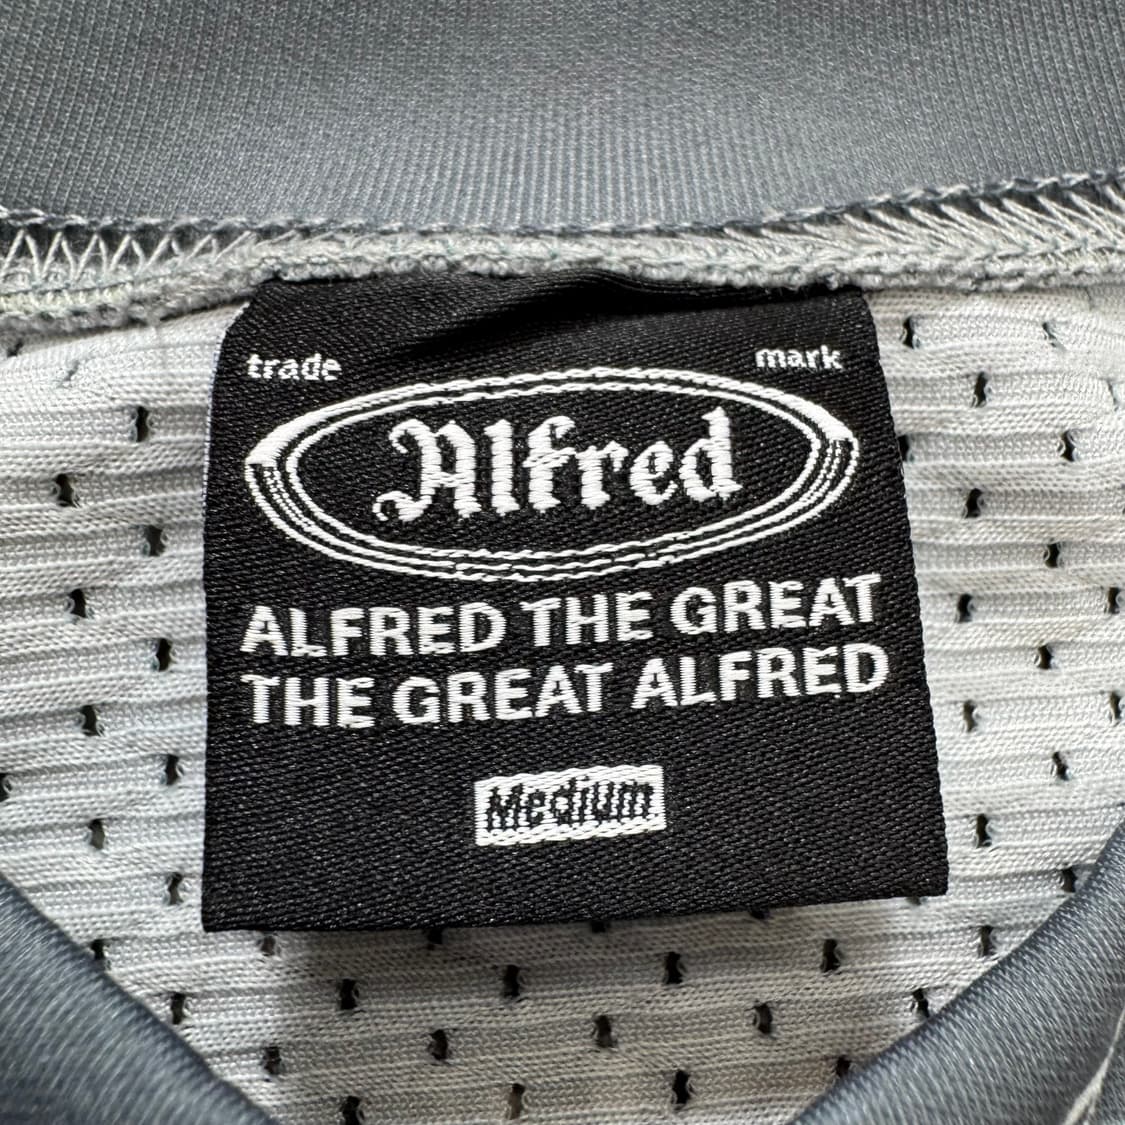 trade mark
Alfred
ALFRED THE GREAT
THE GREAT ALFRED
Medium